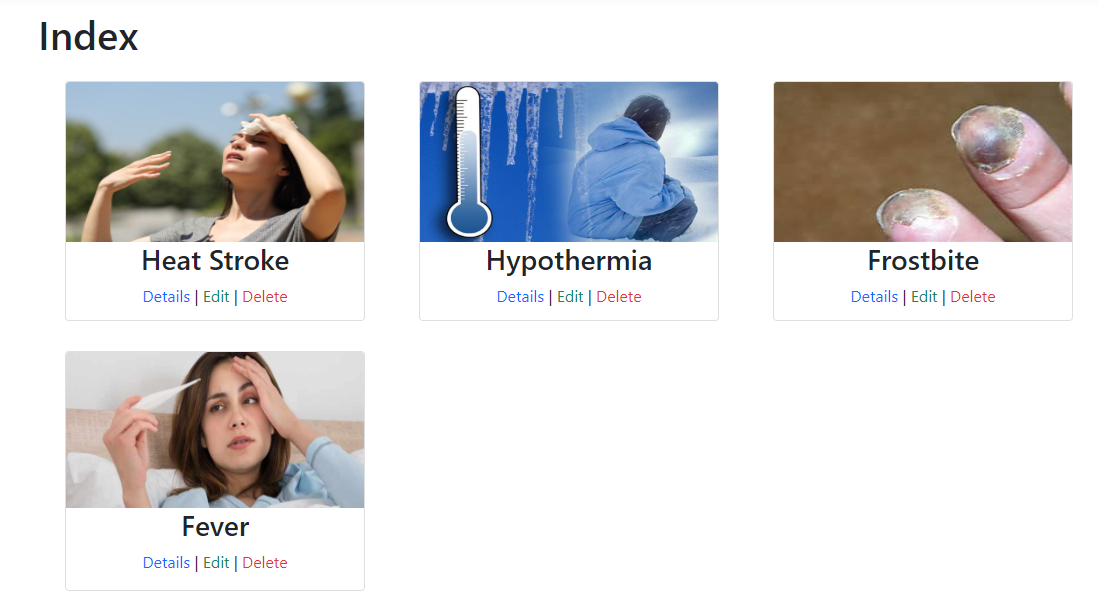 Index
Heat Stroke
Details | Edit | Delete
Hypothermia
Details | Edit | Delete
Frostbite
Details | Edit | Delete
Fever
Details | Edit | Delete